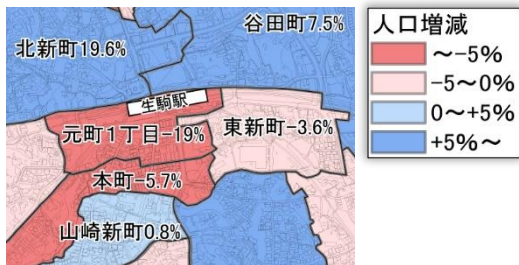 谷田町7.5%
北新町19.6%
生駒駅
元町1丁目-19%
東新町-3.6%
本町-5.7%
山崎新町0.8%
人口増減
～-5%
-5～0%
0～+5%
+5%～